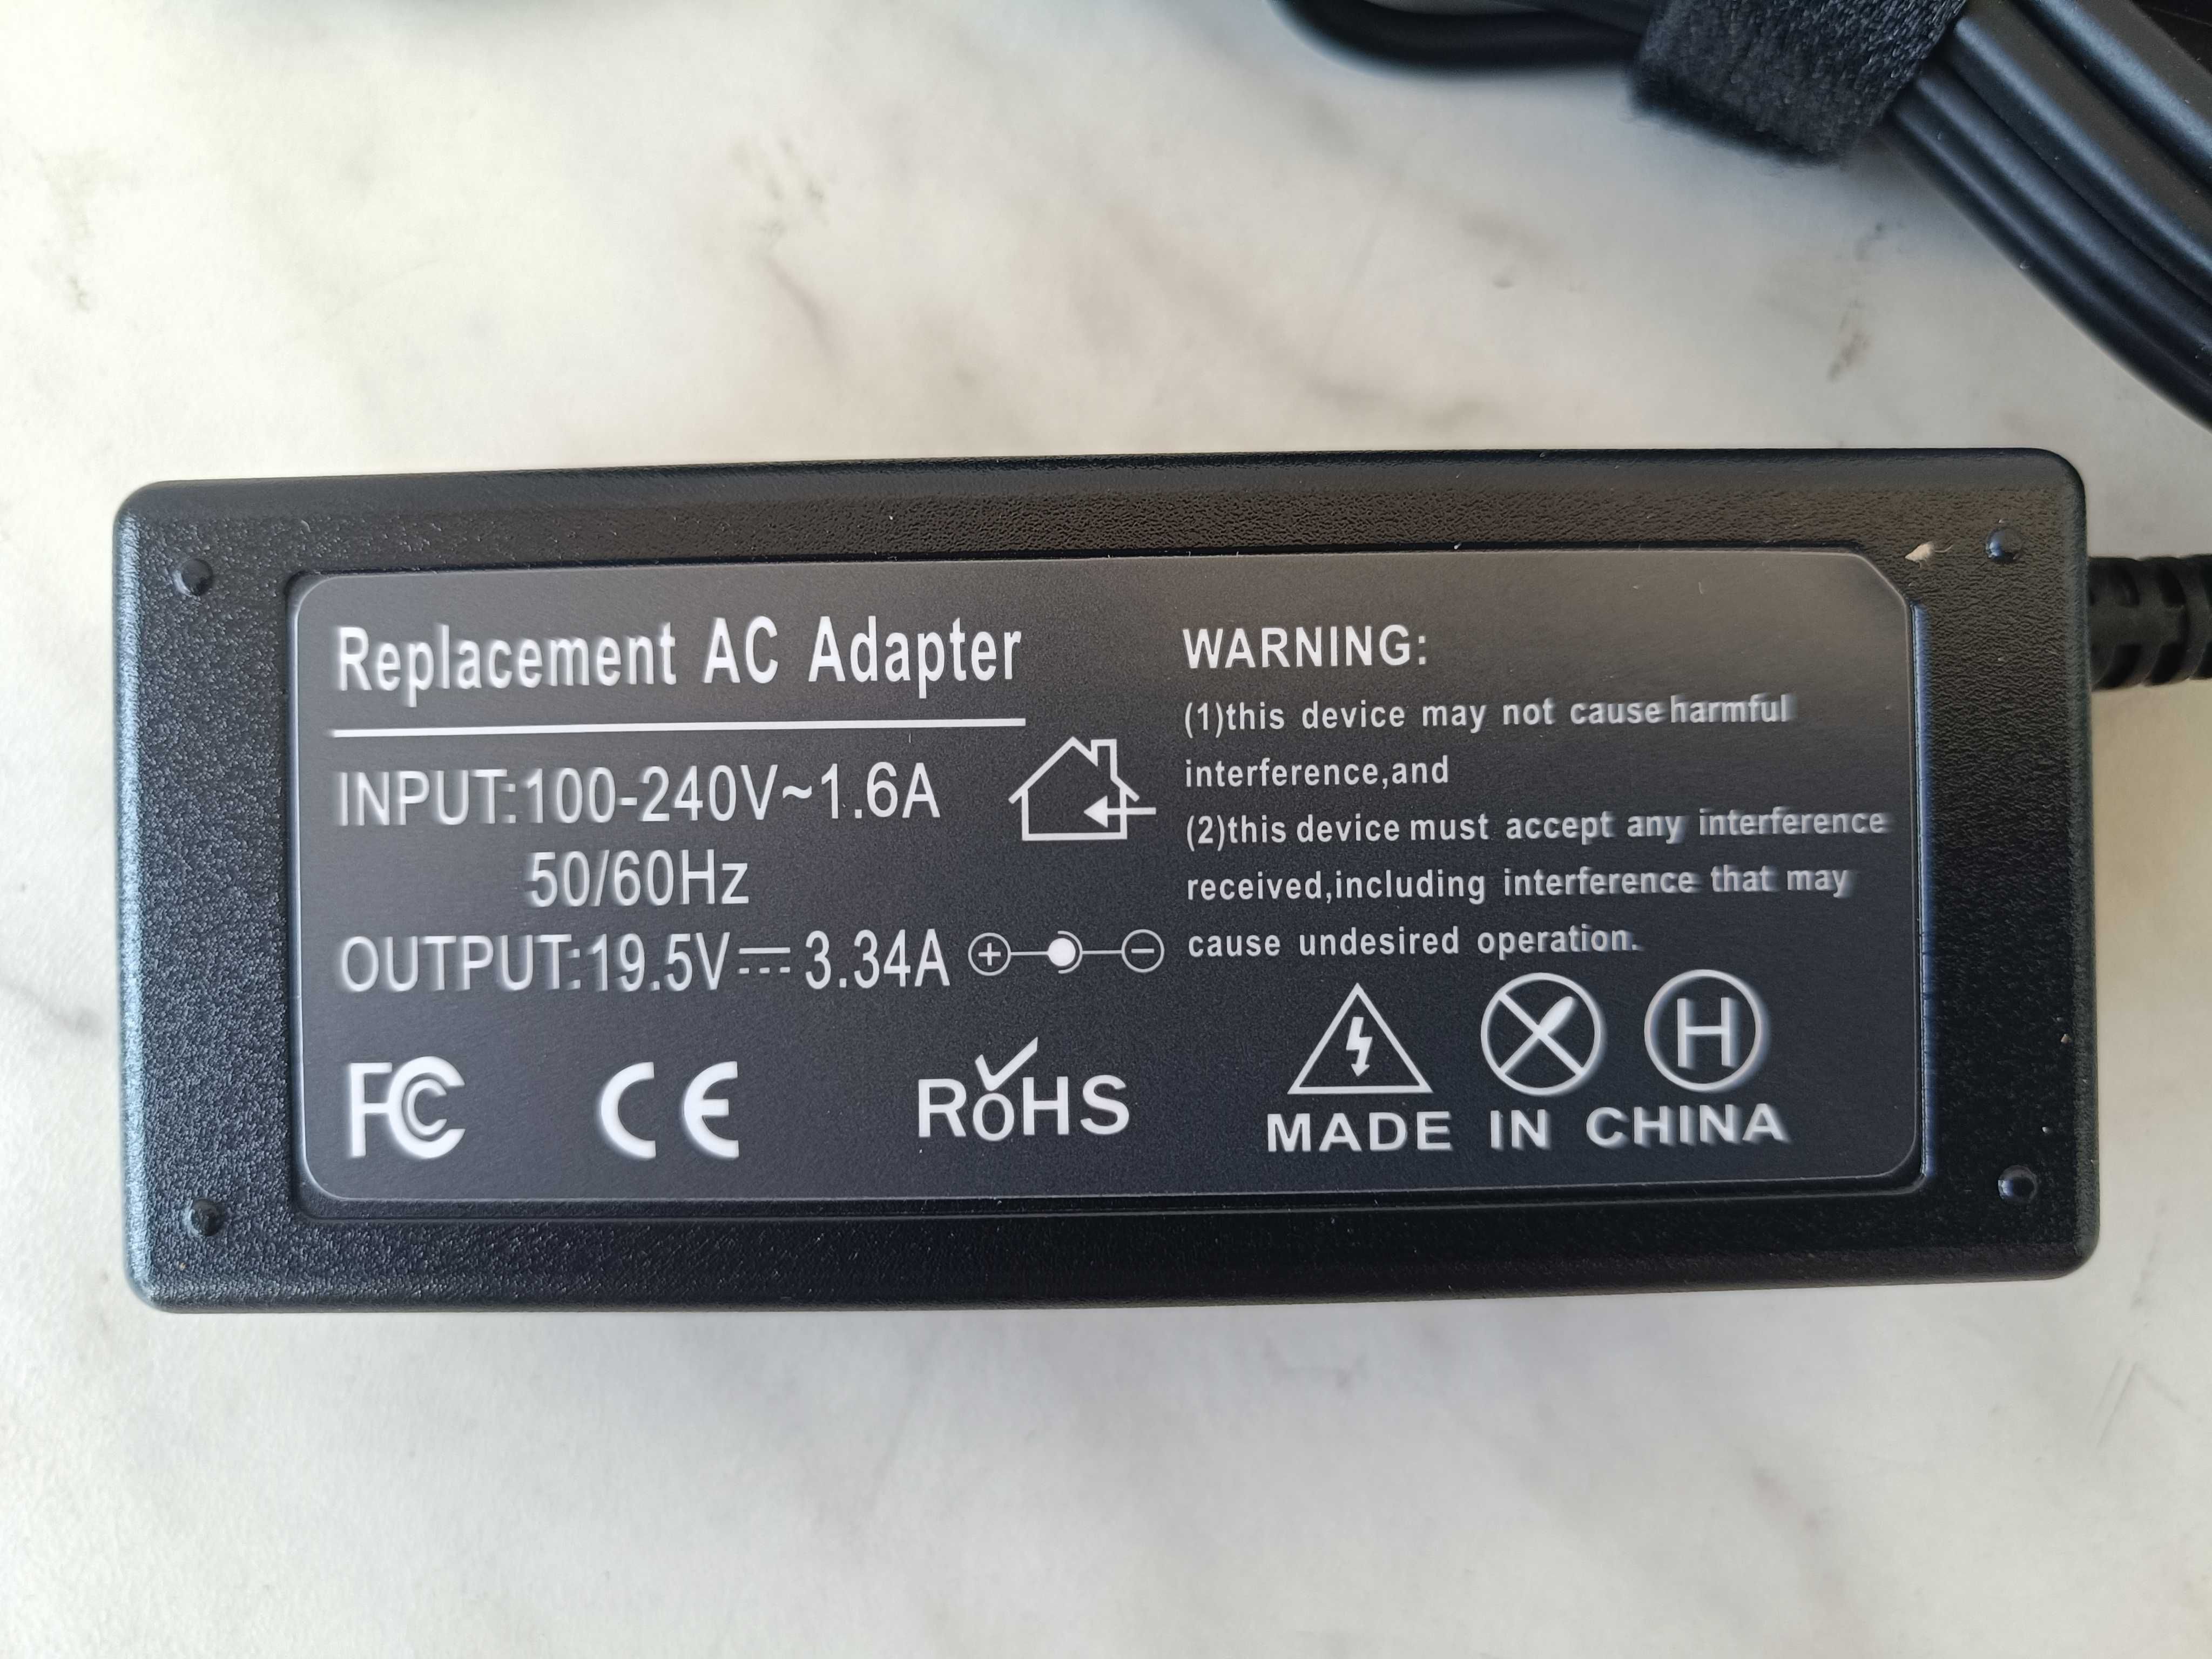 Replacement AC Adapter
INPUT:100-240V~1.6A
50/60Hz
OUTPUT:19.5V⎓3.34A
FC
CE
RoHS
WARNING:
(1)this device may not cause harmful
interference,and
(2)this device must accept any interference
received,including interference that may
cause undesired operation.
H
MADE IN CHINA